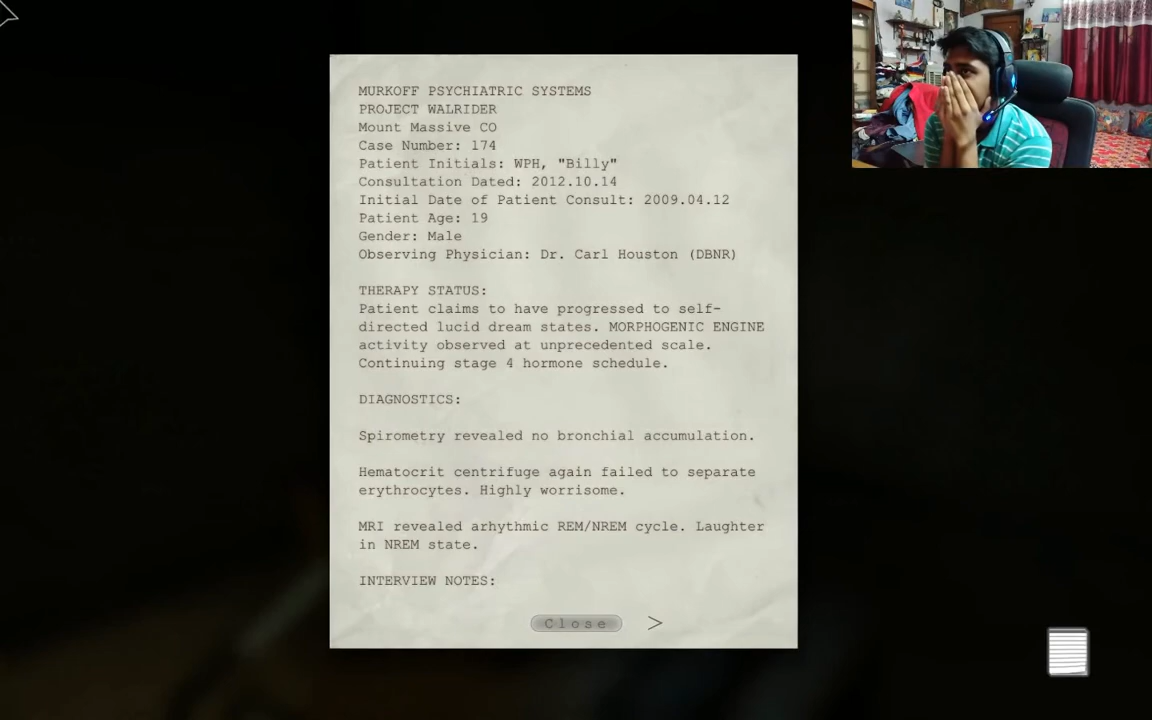 MURKOFF PSYCHIATRIC SYSTEMS
PROJECT WALRIDER
Mount Massive CO
Case Number: 174
Patient Initials: WPH, "Billy"
Consultation Dated: 2012.10.14
Initial Date of Patient Consult: 2009.04.12
Patient Age: 19
Gender: Male
Observing Physician: Dr. Carl Houston (DBNR)
THERAPY STATUS:
Patient claims to have progressed to self-
directed lucid dream states. MORPHOGENIC ENGINE
activity observed at unprecedented scale.
Continuing stage 4 hormone schedule.
DIAGNOSTICS:
Spirometry revealed no bronchial accumulation.
Hematocrit centrifuge again failed to separate
erythrocytes. Highly worrisome.
MRI revealed arhythmic REM/NREM cycle. Laughter
in NREM state.
INTERVIEW NOTES:
Close >